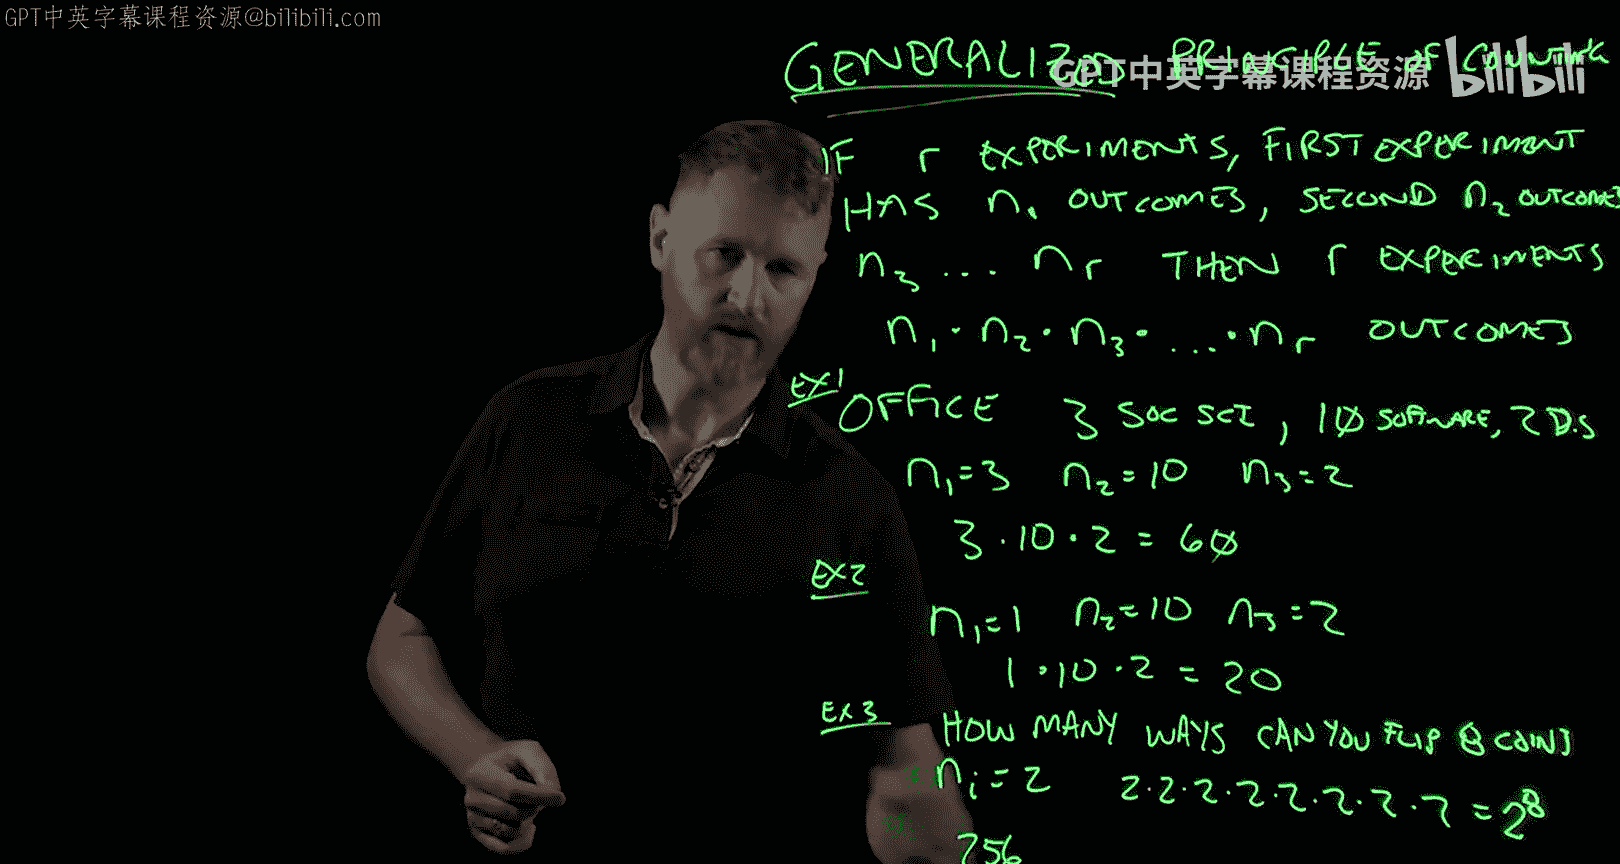 GPT中英字幕课程资源@bilibili.com
GENERALIZED PRINCIPLE OF COUNTING
GPT中英字幕课程资源 bilibili
IF r EXPERIMENTS, FIRST EXPERIMENT
HAS n₁ OUTCOMES, SECOND n₂ OUTCOMES
n₃ ... nᵣ THEN r EXPERIMENTS
n₁ · n₂ · n₃ · ... · nᵣ OUTCOMES
EX1
OFFICE 3 SOC SCI, 10 SOFTWARE, 2 D.S
n₁=3 n₂=10 n₃=2
3 · 10 · 2 = 60
EX2
n₁=1 n₂=10 n₃=2
1 · 10 · 2 = 20
EX3
HOW MANY WAYS CAN YOU FLIP 8 COINS
nᵢ=2 2·2·2·2·2·2·2·2 = 2⁸
256